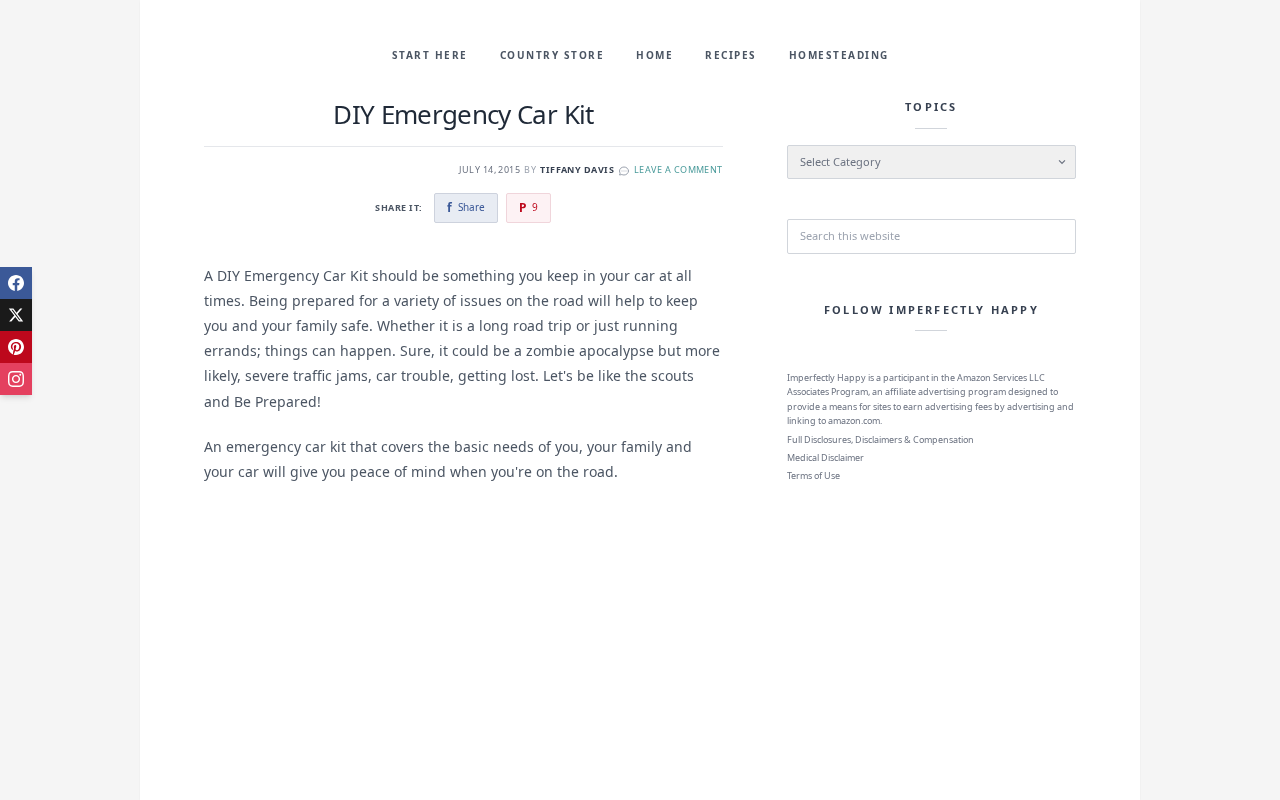 START HERE COUNTRY STORE HOME RECIPES HOMESTEADING
DIY Emergency Car Kit
JULY 14, 2015 BY TIFFANY DAVIS LEAVE A COMMENT
SHARE IT: f Share P 9
A DIY Emergency Car Kit should be something you keep in your car at all
times. Being prepared for a variety of issues on the road will help to keep
you and your family safe. Whether it is a long road trip or just running
errands; things can happen. Sure, it could be a zombie apocalypse but more
likely, severe traffic jams, car trouble, getting lost. Let's be like the scouts
and Be Prepared!
An emergency car kit that covers the basic needs of you, your family and
your car will give you peace of mind when you're on the road.
TOPICS
Select Category
Search this website
FOLLOW IMPERFECTLY HAPPY
Imperfectly Happy is a participant in the Amazon Services LLC
Associates Program, an affiliate advertising program designed to
provide a means for sites to earn advertising fees by advertising and
linking to amazon.com.
Full Disclosures, Disclaimers & Compensation
Medical Disclaimer
Terms of Use